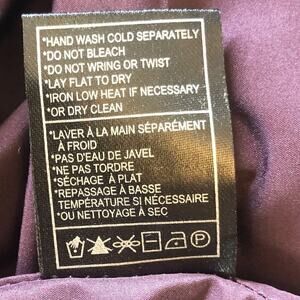 *HAND WASH COLD SEPARATELY
*DO NOT BLEACH
*DO NOT WRING OR TWIST
*LAY FLAT TO DRY
*IRON LOW HEAT IF NECESSARY
*OR DRY CLEAN
*LAVER À LA MAIN SÉPARÉMENT
À FROID
*PAS D'EAU DE JAVEL
*NE PAS TORDRE
*SÉCHAGE À PLAT
*REPASSAGE À BASSE
TEMPÉRATURE SI NÉCESSAIRE
*OU NETTOYAGE À SEC
P